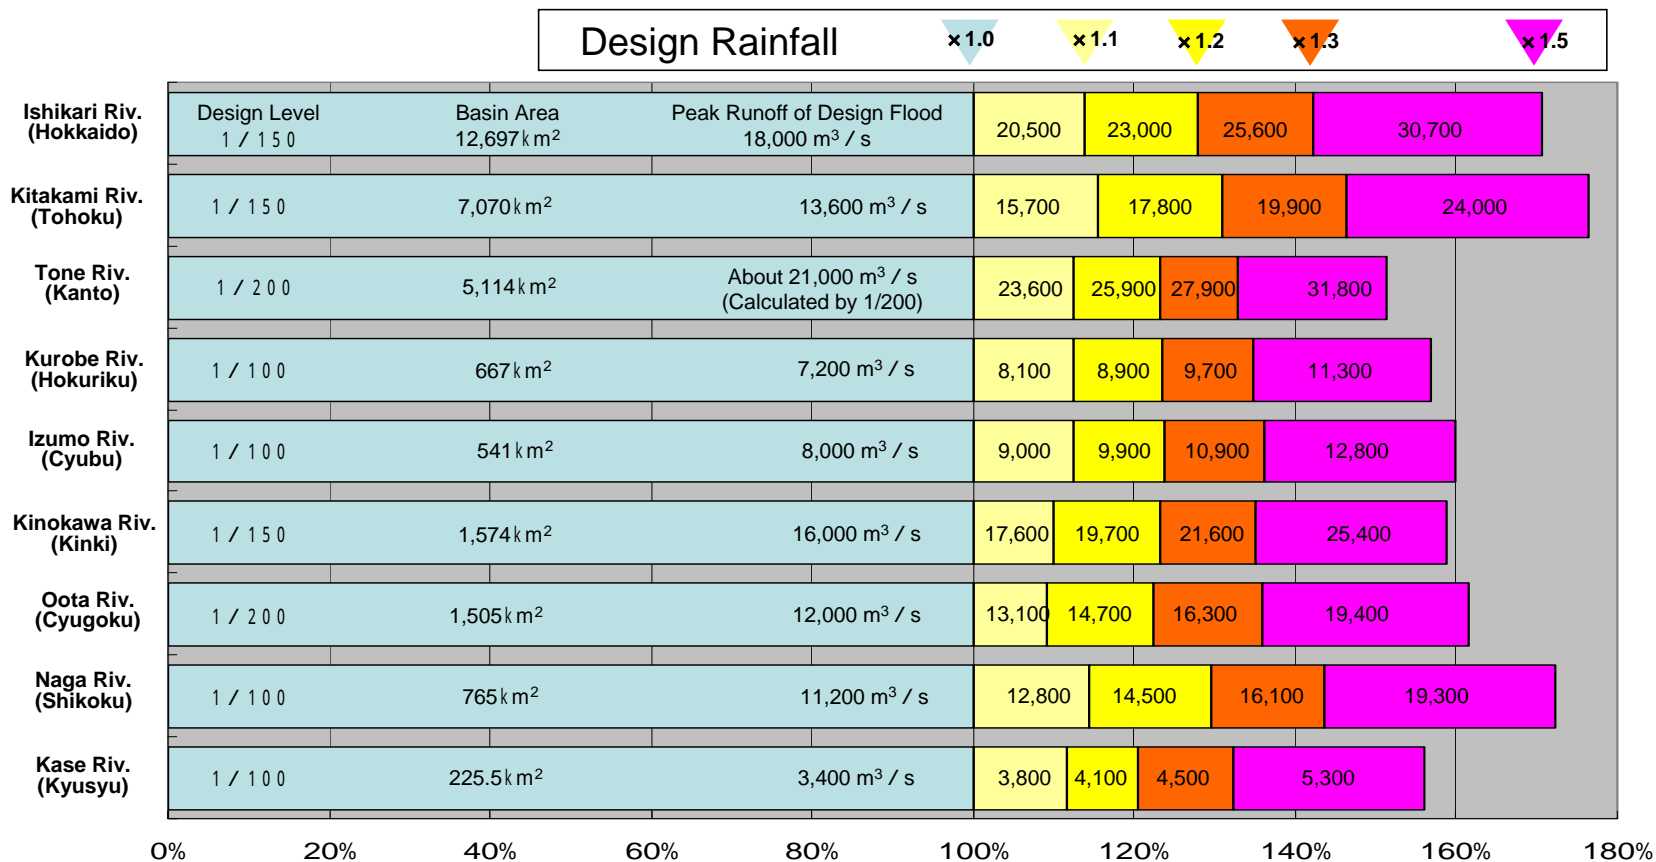 Design Rainfall ×1.0 ×1.1 ×1.2 ×1.3 ×1.5
Ishikari Riv.
(Hokkaido)
Design Level
1/150
Basin Area
12,697km²
Peak Runoff of Design Flood
18,000 m³/s
20,500 23,000 25,600 30,700
Kitakami Riv.
(Tohoku)
1/150 7,070km² 13,600 m³/s 15,700 17,800 19,900 24,000
Tone Riv.
(Kanto)
1/200 5,114km²
About 21,000 m³/s
(Calculated by 1/200)
23,600 25,900 27,900 31,800
Kurobe Riv.
(Hokuriku)
1/100 667km² 7,200 m³/s 8,100 8,900 9,700 11,300
Izumo Riv.
(Cyubu)
1/100 541km² 8,000 m³/s 9,000 9,900 10,900 12,800
Kinokawa Riv.
(Kinki)
1/150 1,574km² 16,000 m³/s 17,600 19,700 21,600 25,400
Oota Riv.
(Cyugoku)
1/200 1,505km² 12,000 m³/s 13,100 14,700 16,300 19,400
Naga Riv.
(Shikoku)
1/100 765km² 11,200 m³/s 12,800 14,500 16,100 19,300
Kase Riv.
(Kyusyu)
1/100 225.5km² 3,400 m³/s 3,800 4,100 4,500 5,300
0% 20% 40% 60% 80% 100% 120% 140% 160% 180%